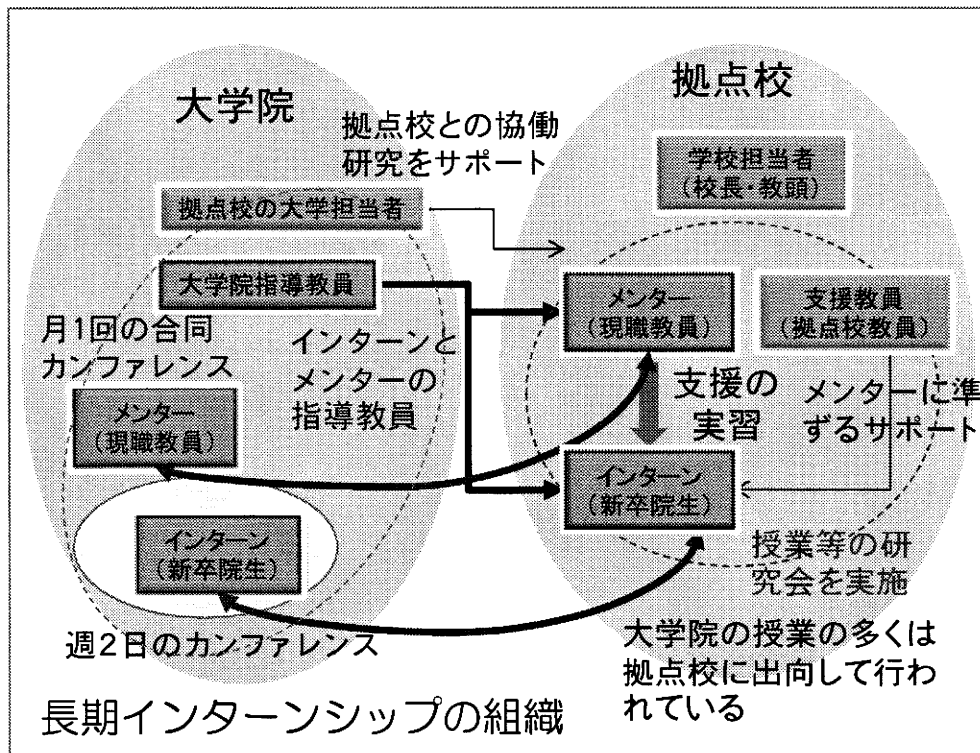 大学院
拠点校
拠点校との協働
研究をサポート
学校担当者
(校長・教頭)
拠点校の大学担当者
大学院指導教員
メンター
(現職教員)
支援教員
(拠点校教員)
月1回の合同
カンファレンス
インターンと
メンターの
指導教員
支援の
実習
メンターに準
ずるサポート
メンター
(現職教員)
インターン
(新卒院生)
インターン
(新卒院生)
授業等の研
究会を実施
週2日のカンファレンス
大学院の授業の多くは
拠点校に出向して行わ
れている
長期インターンシップの組織